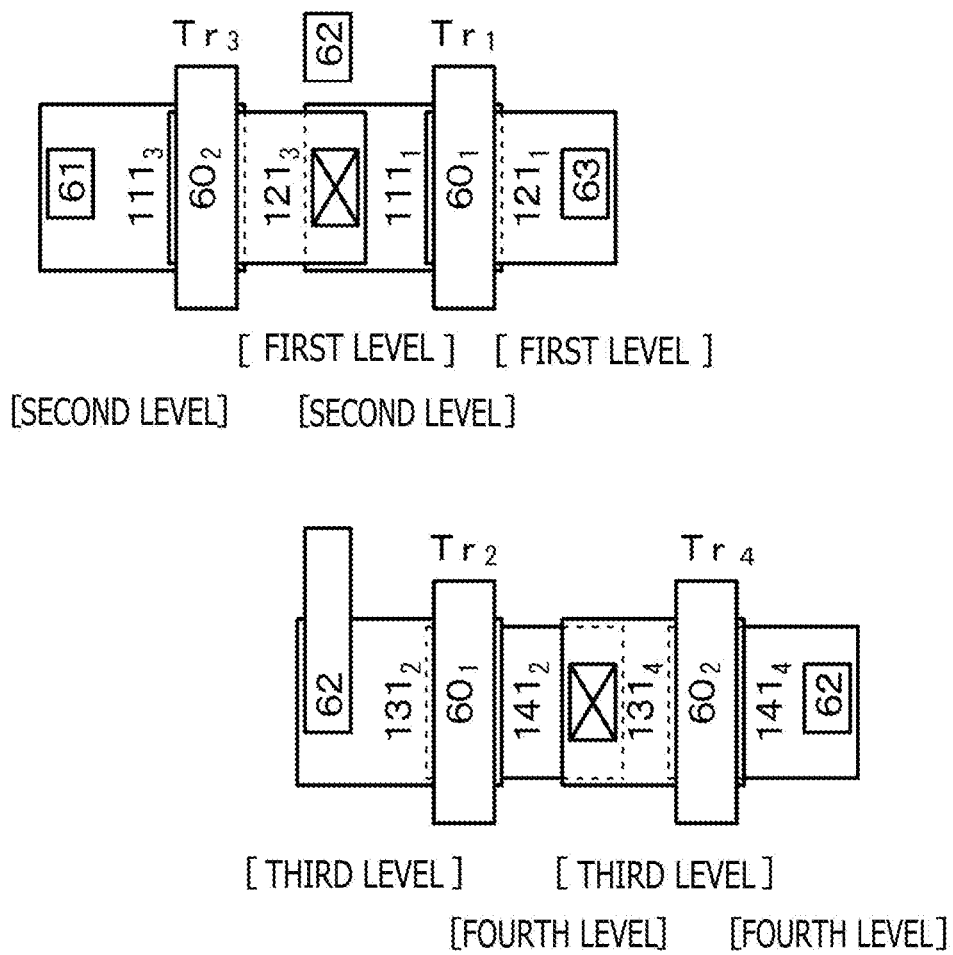 Tr₃ 62 Tr₁
61 111₃ 60₂ 121₃ 111₁ 60₁ 121₁ 63
[ FIRST LEVEL ] [ FIRST LEVEL ]
[SECOND LEVEL] [SECOND LEVEL]
Tr₂ Tr₄
62 131₂ 60₁ 141₂ 131₄ 60₂ 141₄ 62
[ THIRD LEVEL ] [ THIRD LEVEL ]
[FOURTH LEVEL] [FOURTH LEVEL]